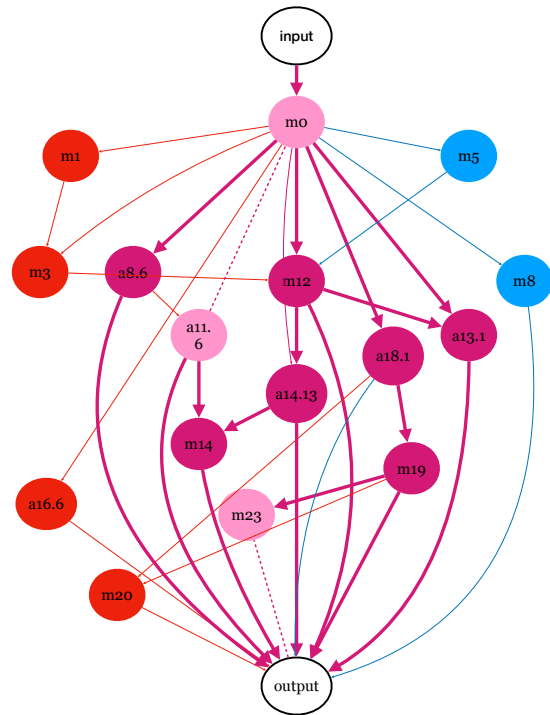 input
m0
m1
m5
m3
a8.6
m12
m8
a11.
6
a18.1
a13.1
a14.13
m14
m19
a16.6
m23
m20
output